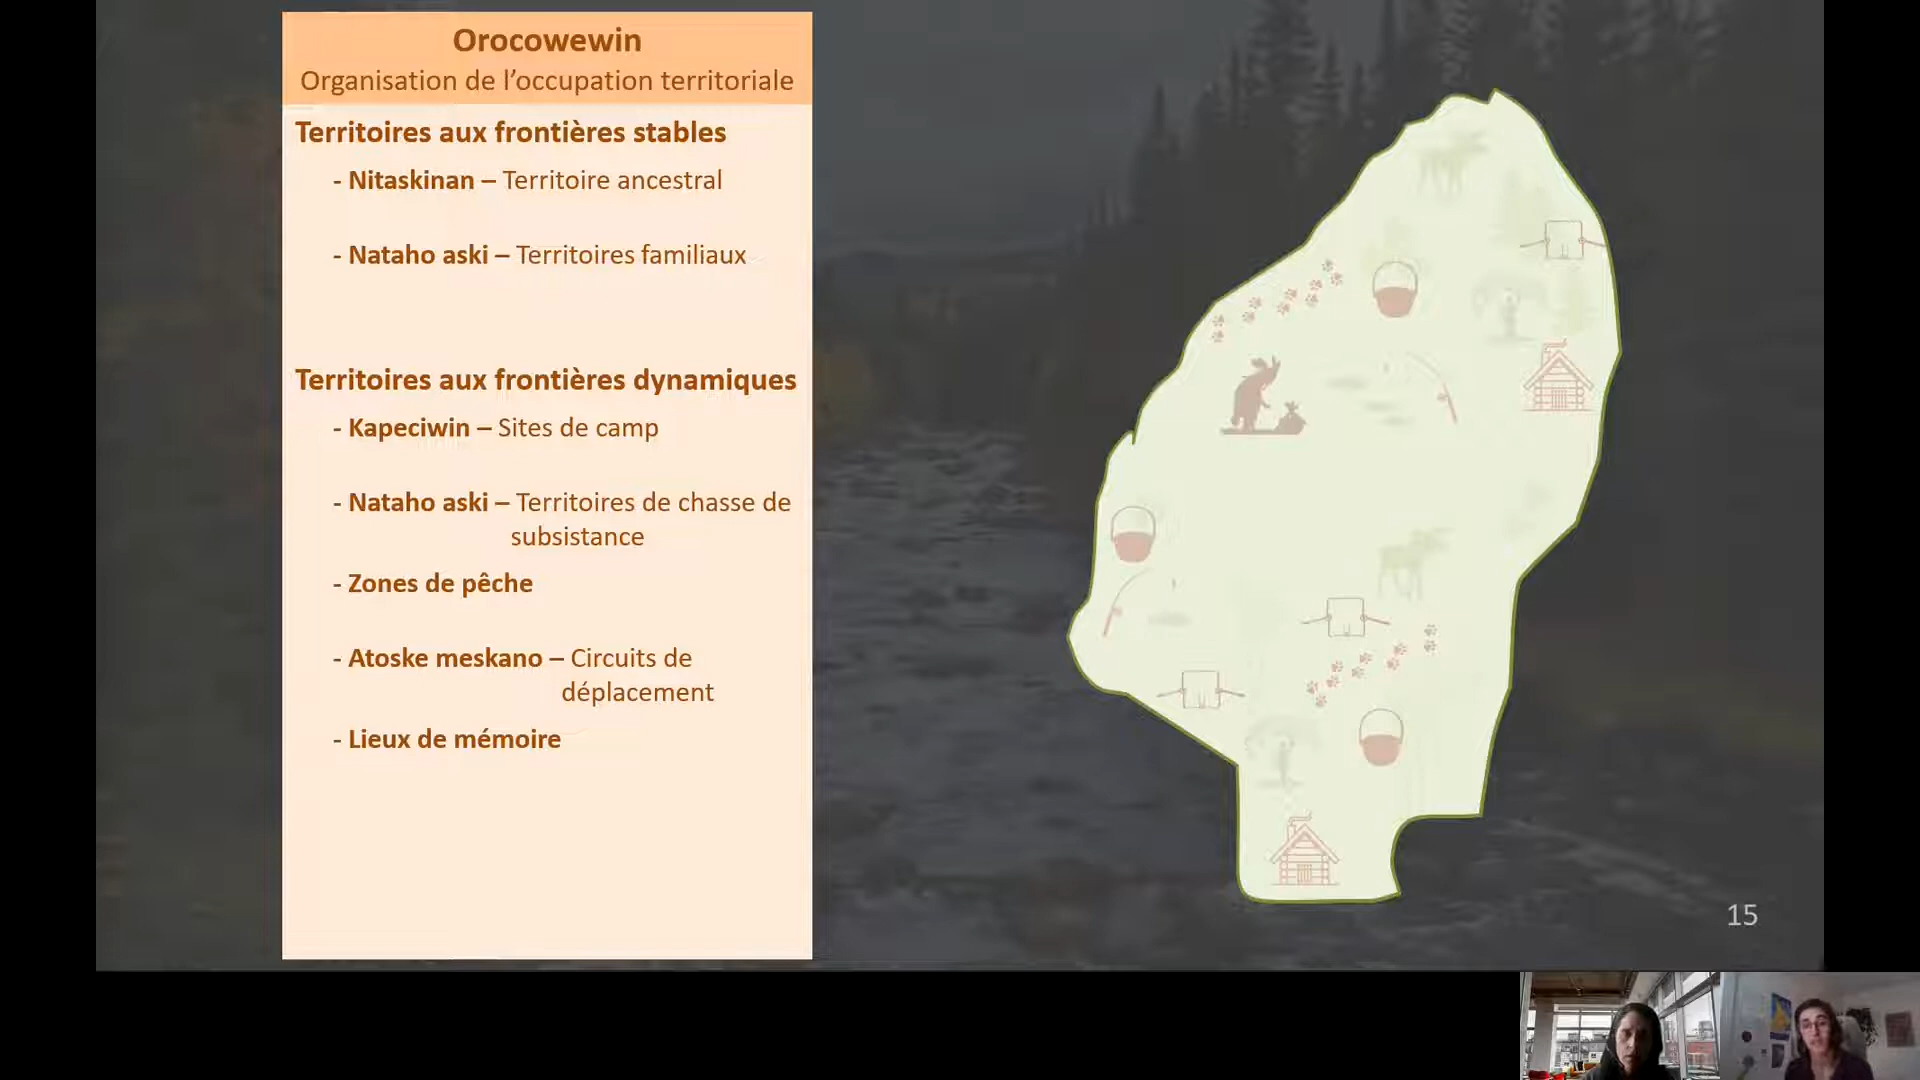 Orocowewin
Organisation de l’occupation territoriale
Territoires aux frontières stables
- Nitaskinan – Territoire ancestral
- Nataho aski – Territoires familiaux
Territoires aux frontières dynamiques
- Kapeciwin – Sites de camp
- Nataho aski – Territoires de chasse de
subsistance
- Zones de pêche
- Atoske meskano – Circuits de
déplacement
- Lieux de mémoire
15